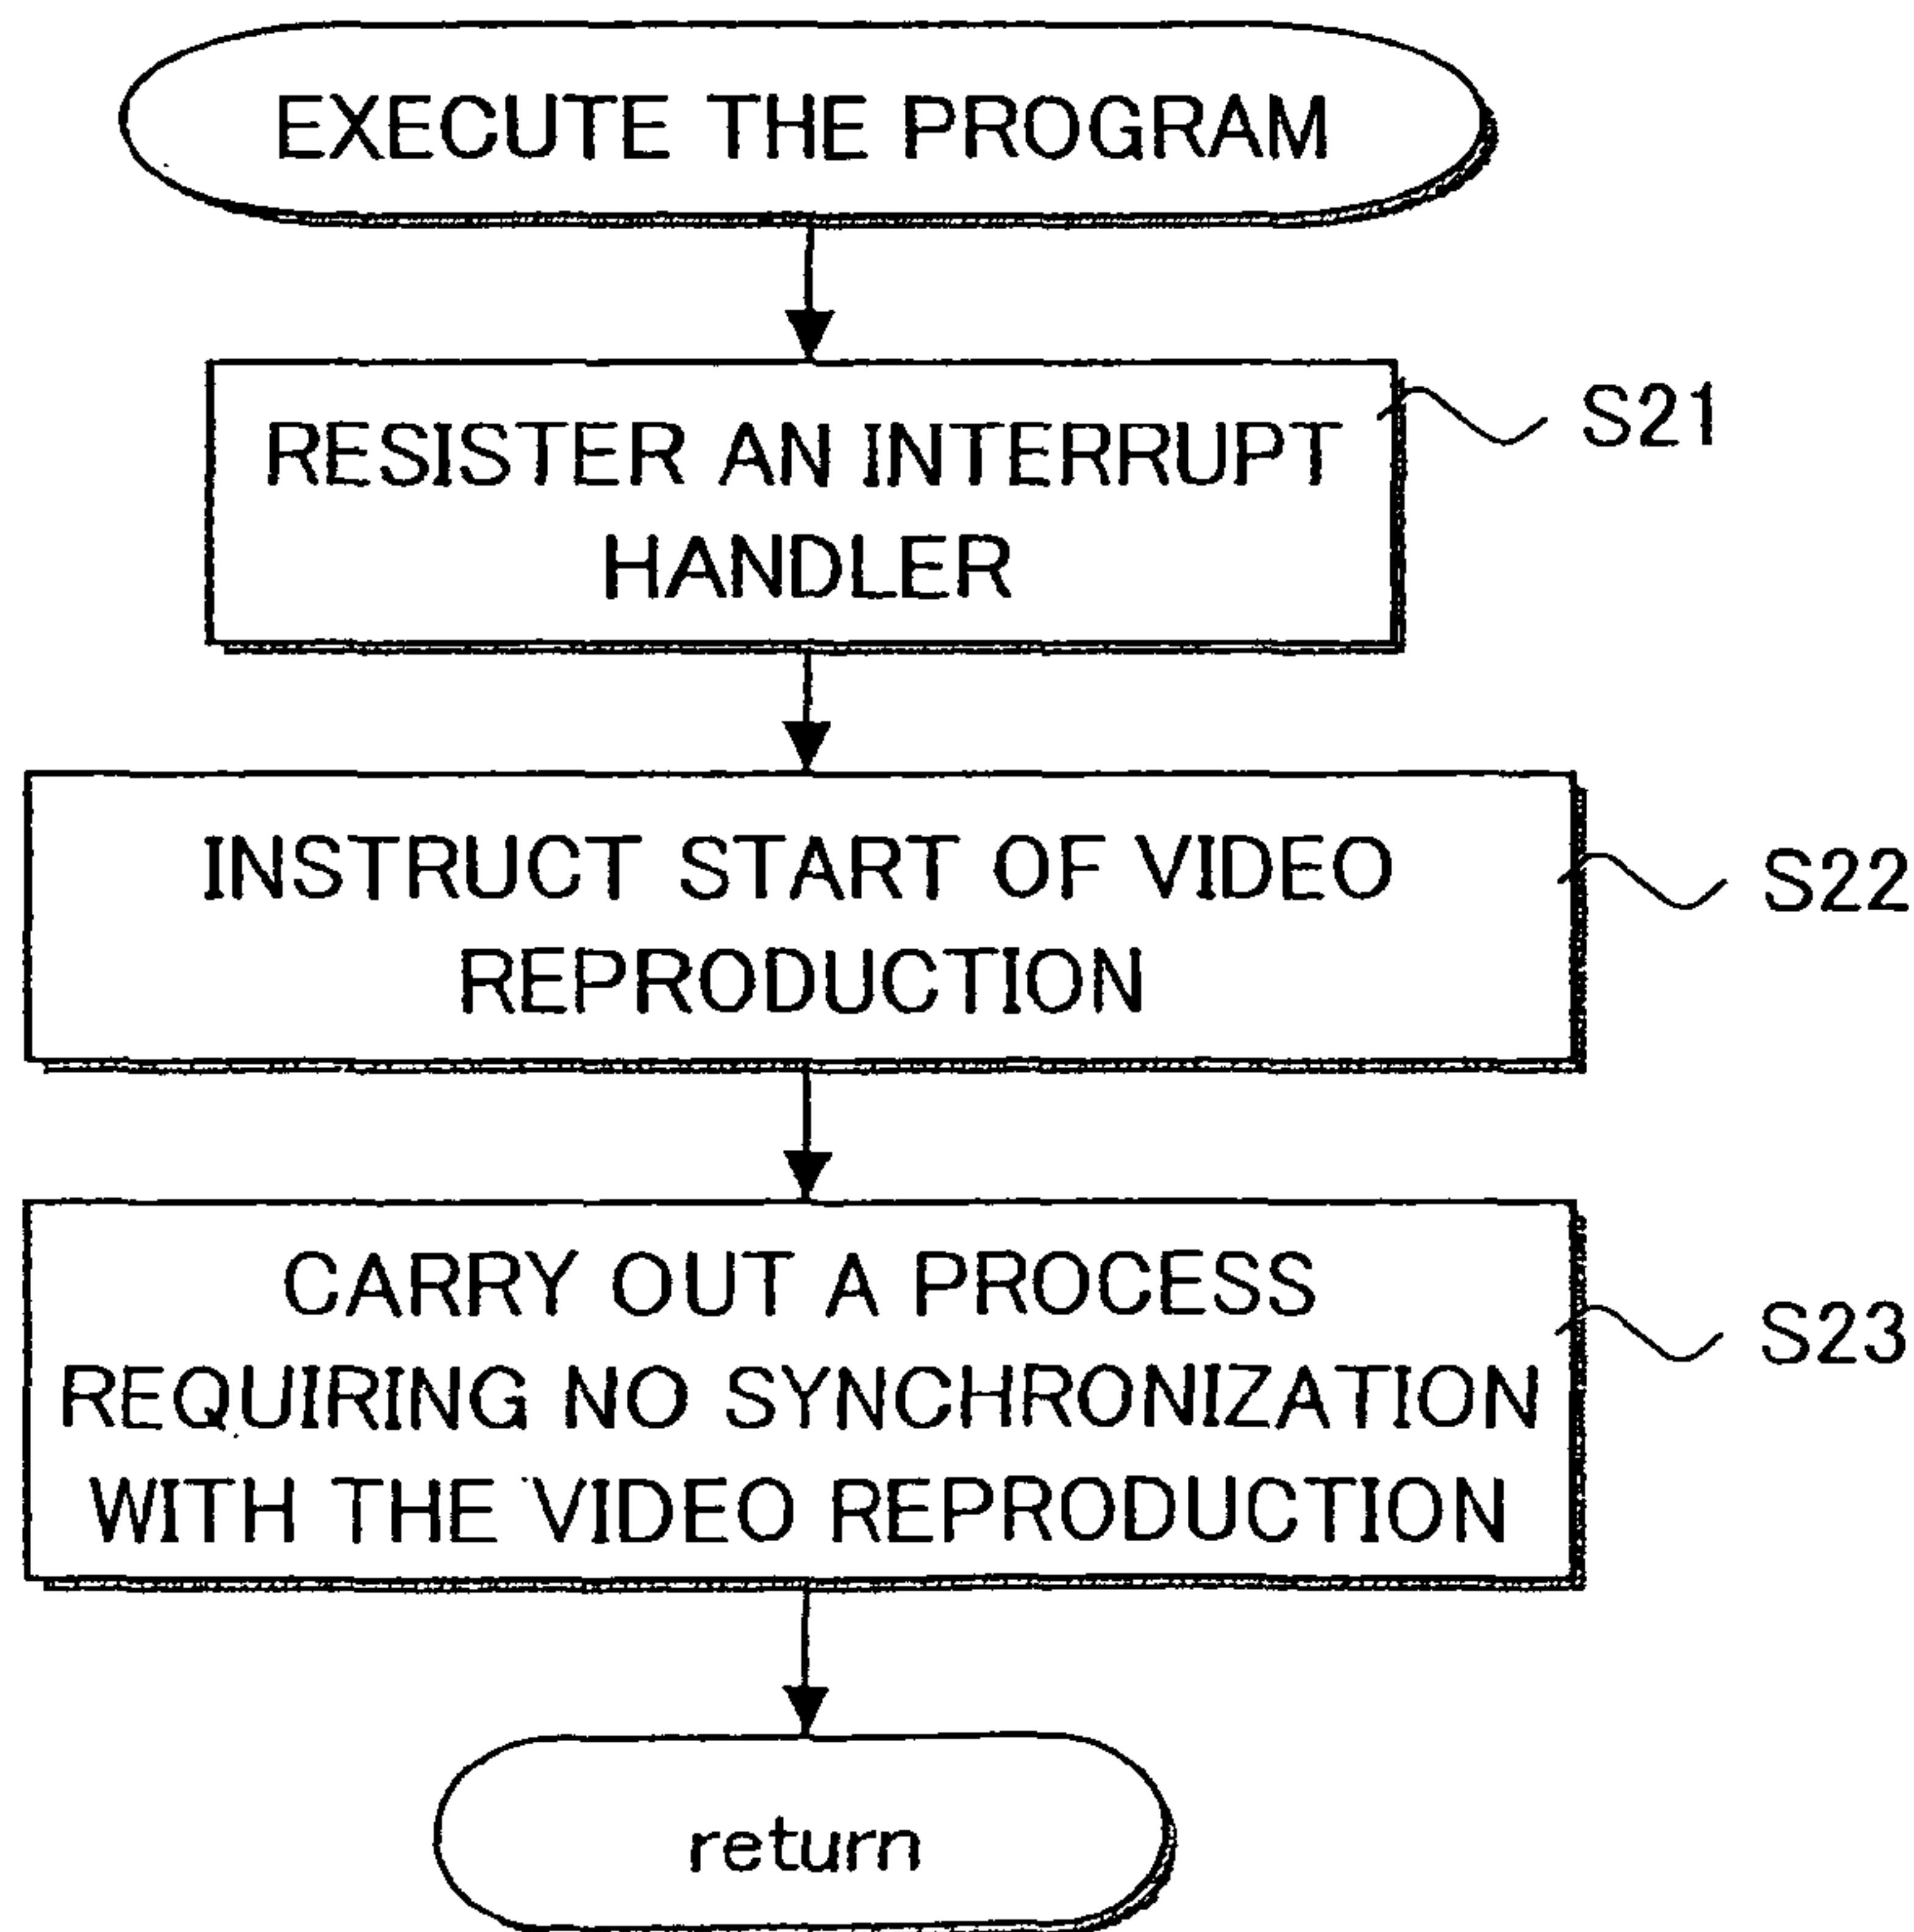 EXECUTE THE PROGRAM
RESISTER AN INTERRUPT
HANDLER
S21
INSTRUCT START OF VIDEO
REPRODUCTION
S22
CARRY OUT A PROCESS
REQUIRING NO SYNCHRONIZATION
WITH THE VIDEO REPRODUCTION
S23
return